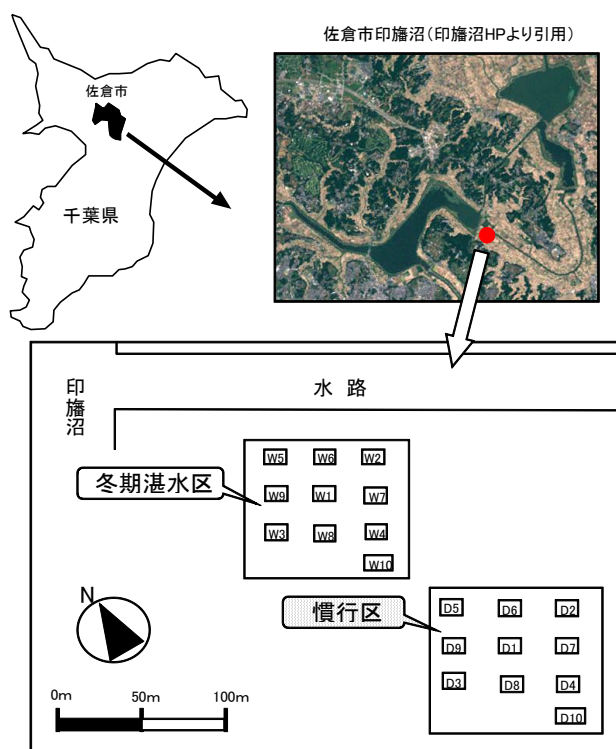 佐倉市印旛沼(印旛沼HPより引用)
佐倉市
千葉県
印旛沼
水路
冬期湛水区
W5 W6 W2
W9 W1 W7
W3 W8 W4
W10
慣行区
D5 D6 D2
D9 D1 D7
D3 D8 D4
D10
N
0m 50m 100m